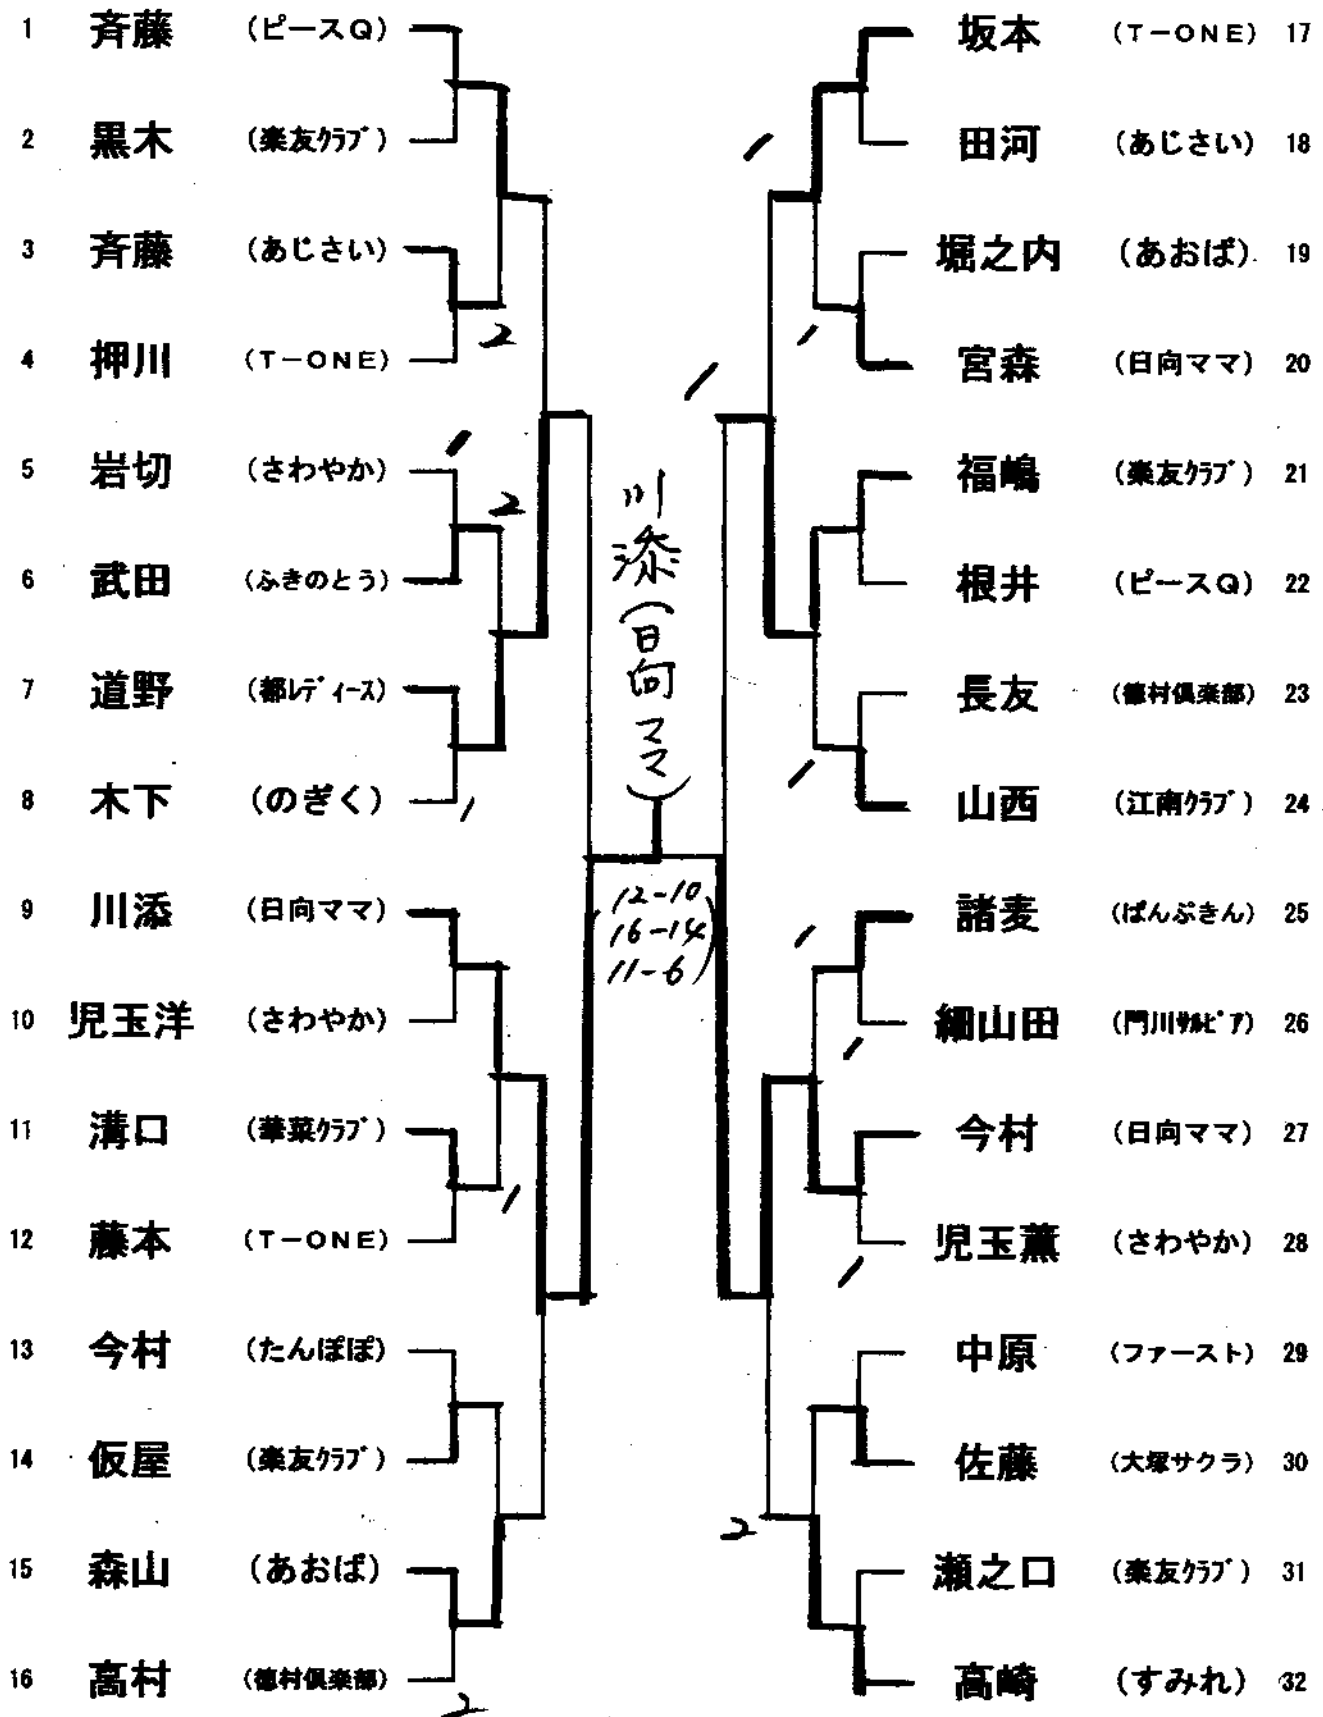 1 斉藤 (ピースQ)
2 黒木 (楽友クラブ)
3 斉藤 (あじさい)
2
4 押川 (T-ONE)
5 岩切 (さわやか)
2
6 武田 (ふきのとう)
7 道野 (都レディース)
8 木下 (のぎく)
9 川添 (日向ママ)
10 児玉洋 (さわやか)
11 溝口 (華菜クラブ)
12 藤本 (T-ONE)
13 今村 (たんぽぽ)
14 仮屋 (楽友クラブ)
15 森山 (あおば)
16 高村 (徳村倶楽部)
2
川添(日向ママ)
12-10
16-14
11-6
坂本 (T-ONE) 17
田河 (あじさい) 18
堀之内 (あおば) 19
宮森 (日向ママ) 20
福嶋 (楽友クラブ) 21
根井 (ピースQ) 22
長友 (徳村倶楽部) 23
山西 (江南クラブ) 24
諸麦 (ぱんぷきん) 25
細山田 (門川サルビア) 26
今村 (日向ママ) 27
児玉薫 (さわやか) 28
中原 (ファースト) 29
佐藤 (大塚サクラ) 30
2
瀬之口 (楽友クラブ) 31
高崎 (すみれ) 32